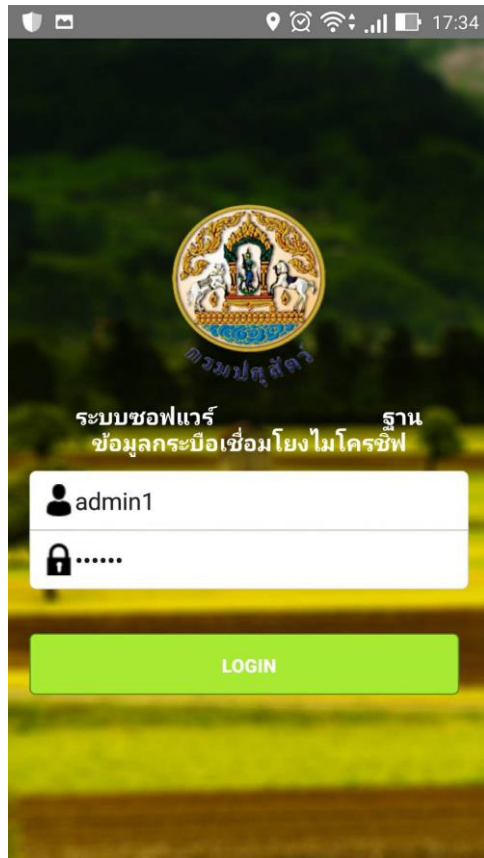 17:34
กรมปศุสัตว์
ระบบซอฟแวร์ ฐาน
ข้อมูลกระบือเชื่อมโยงไมโครชิฟ
admin1
••••••
LOGIN